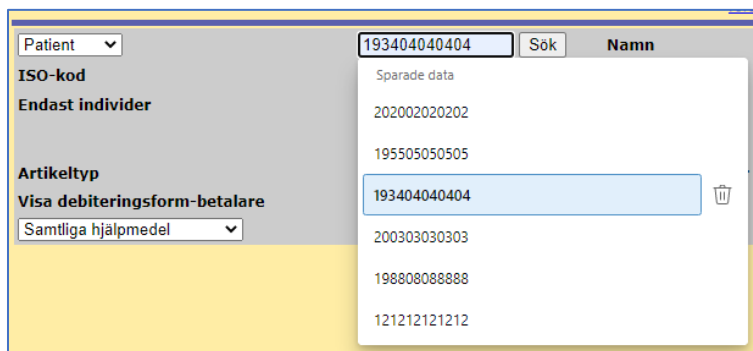 Patient 193404040404 Sök Namn
ISO-kod
Sparade data
Endast individer
202002020202
195505050505
Artikeltyp
193404040404
Visa debiteringsform-betalare
Samtliga hjälpmedel
200303030303
198808088888
121212121212